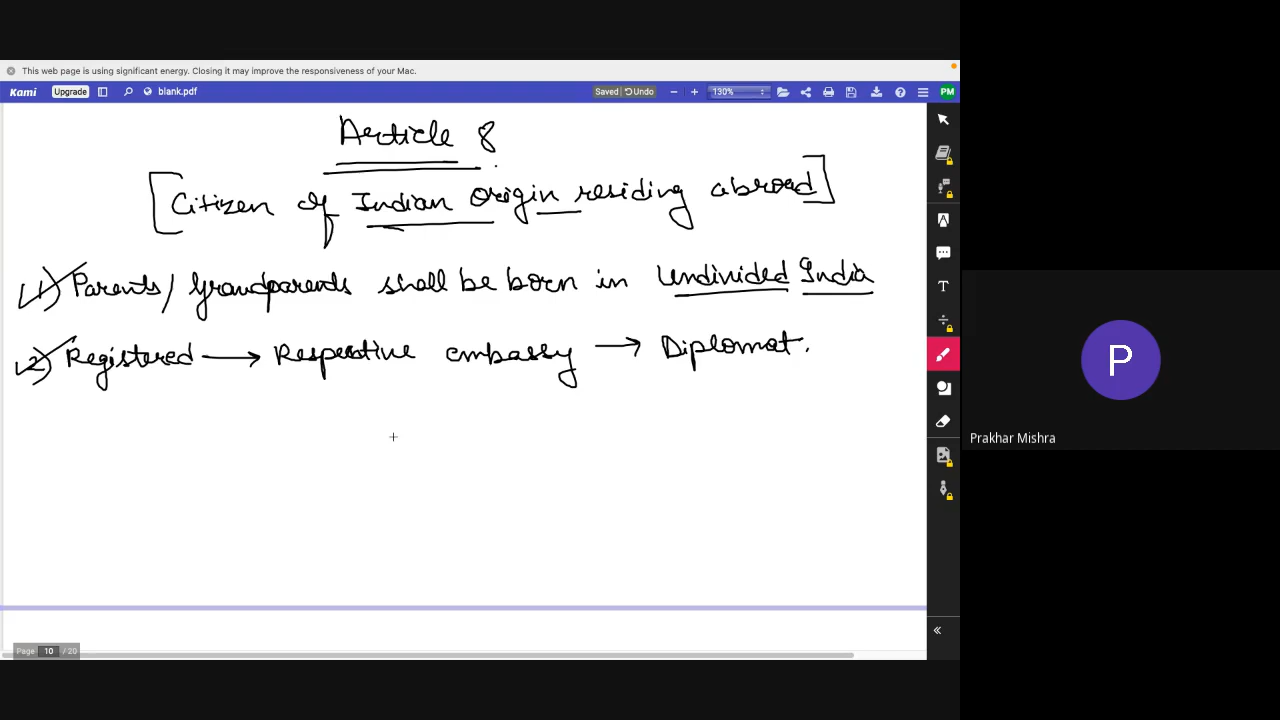 This web page is using significant energy. Closing it may improve the responsiveness of your Mac.
Kami Upgrade blank.pdf Saved Undo 130% PM
Article 8
[Citizen of Indian Origin residing abroad]
1) Parents/Grandparents shall be born in Undivided India
2) Registered → Respective embassy → Diplomat.
T
P
Prakhar Mishra
Page 10 / 20